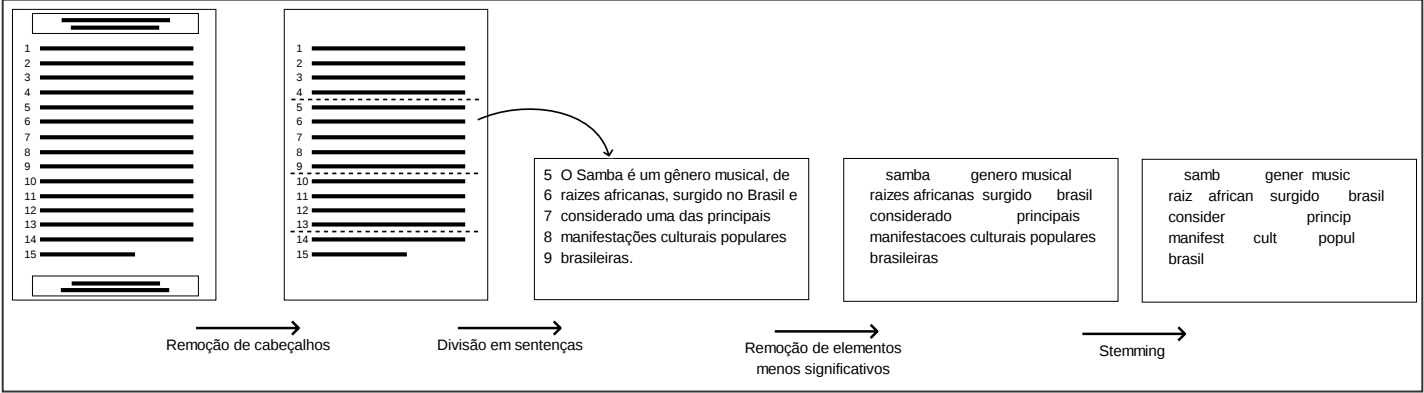 1
2
3
4
5
6
7
8
9
10
11
12
13
14
15
1
2
3
4
5
6
7
8
9
10
11
12
13
14
15
5 O Samba é um gênero musical, de
6 raizes africanas, surgido no Brasil e
7 considerado uma das principais
8 manifestações culturais populares
9 brasileiras.
samba genero musical
raizes africanas surgido brasil
considerado principais
manifestacoes culturais populares
brasileiras
samb gener music
raiz african surgido brasil
consider princip
manifest cult popul
brasil
Remoção de cabeçalhos
Divisão em sentenças
Remoção de elementos
menos significativos
Stemming